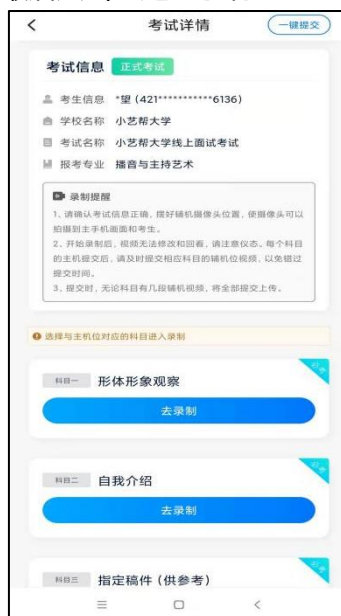 考试详情
一键提交
考试信息 正式考试
考生信息 *望 (421***********6136)
学校名称 小艺帮大学
考试名称 小艺帮大学线上面试考试
报考专业 播音与主持艺术
录制提醒
1、请确认考试信息正确，摆好辅机摄像头位置，使摄像头可以
拍摄到主手机画面和考生。
2、开始录制后，视频无法修改和回看，请注意仪态。每个科目
的主机提交后，请及时提交相应科目的辅机位视频，以免错过
提交时间。
3、提交时，无论科目有几段辅机视频，将全部提交上传。
选择与主机位对应的科目进入录制
必考
科目一 形体形象观察
去录制
必考
科目二 自我介绍
去录制
必考
科目三 指定稿件 (供参考)